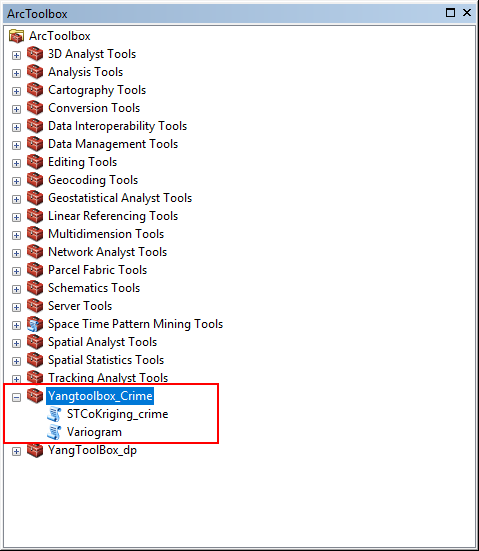 ArcToolbox
ArcToolbox
3D Analyst Tools
Analysis Tools
Cartography Tools
Conversion Tools
Data Interoperability Tools
Data Management Tools
Editing Tools
Geocoding Tools
Geostatistical Analyst Tools
Linear Referencing Tools
Multidimension Tools
Network Analyst Tools
Parcel Fabric Tools
Schematics Tools
Server Tools
Space Time Pattern Mining Tools
Spatial Analyst Tools
Spatial Statistics Tools
Tracking Analyst Tools
Yangtoolbox_Crime
STCoKriging_crime
Variogram
YangToolBox_dp